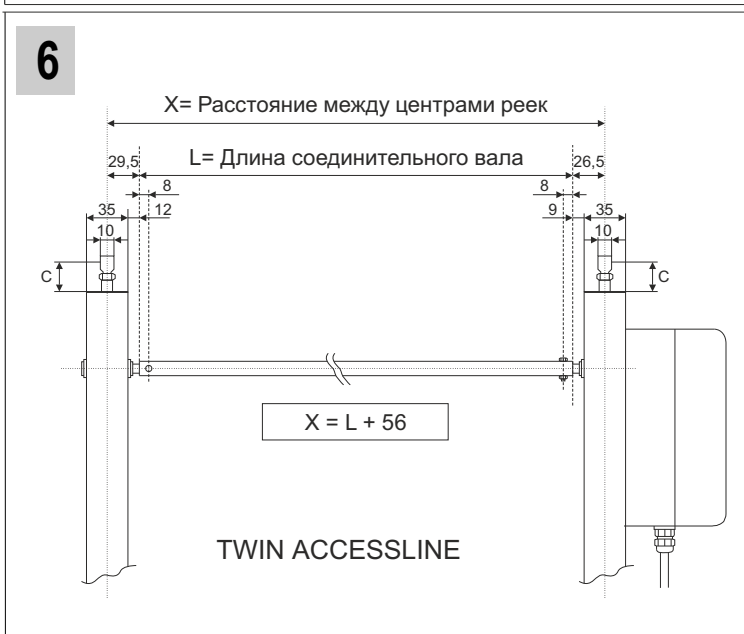 6
X= Расстояние между центрами реек
29,5 L= Длина соединительного вала 26,5
8 8
35 12 9 35
10 10
C C
X = L + 56
TWIN ACCESSLINE